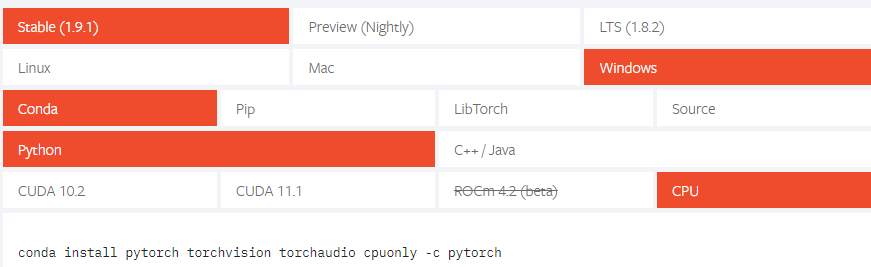 Stable (1.9.1) Preview (Nightly) LTS (1.8.2)
Linux Mac Windows
Conda Pip LibTorch Source
Python C++ / Java
CUDA 10.2 CUDA 11.1 ROCm 4.2 (beta) CPU
conda install pytorch torchvision torchaudio cpuonly -c pytorch